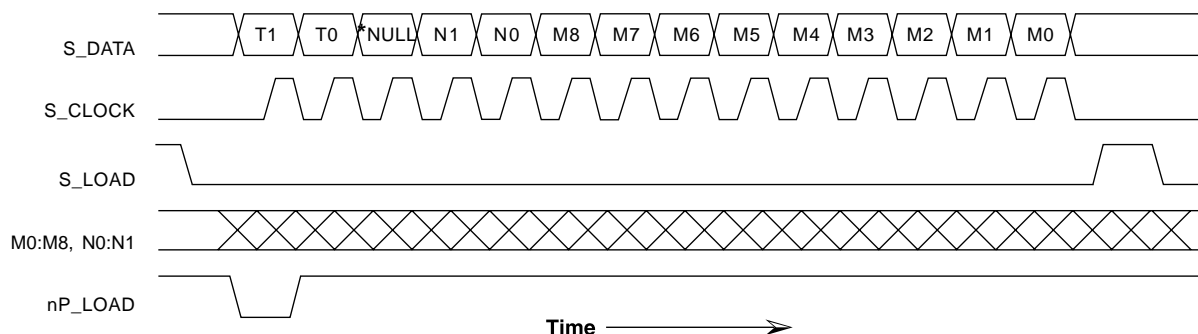 S_DATA T1 T0 *NULL N1 N0 M8 M7 M6 M5 M4 M3 M2 M1 M0
S_CLOCK
S_LOAD
M0:M8, N0:N1
nP_LOAD
Time